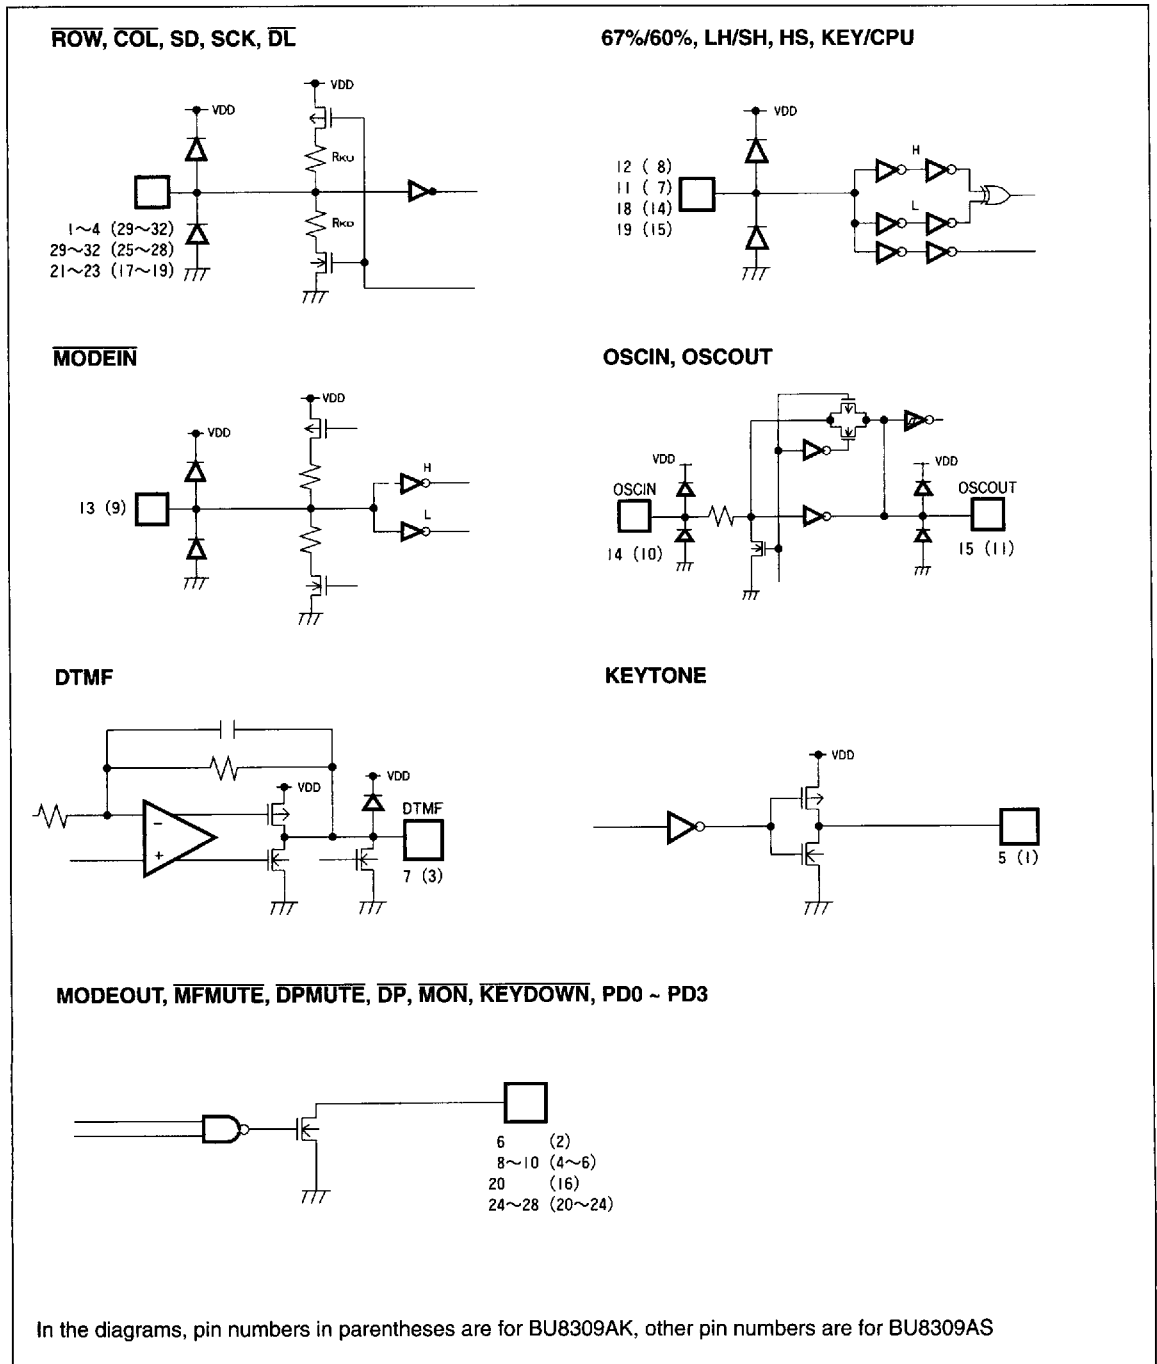 ROW, COL, SD, SCK, DL
VDD
VDD
RKU
RKD
1~4 (29~32)
29~32 (25~28)
21~23 (17~19)
67%/60%, LH/SH, HS, KEY/CPU
VDD
H
L
12 ( 8)
11 ( 7)
18 (14)
19 (15)
MODEIN
VDD
VDD
H
L
13 (9)
OSCIN, OSCOUT
VDD
VDD
OSCIN
OSCOUT
14 (10)
15 (11)
DTMF
VDD
VDD
DTMF
−
+
7 (3)
KEYTONE
VDD
5 (1)
MODEOUT, MFMUTE, DPMUTE, DP, MON, KEYDOWN, PD0 ~ PD3
6 (2)
8~10 (4~6)
20 (16)
24~28 (20~24)
In the diagrams, pin numbers in parentheses are for BU8309AK, other pin numbers are for BU8309AS